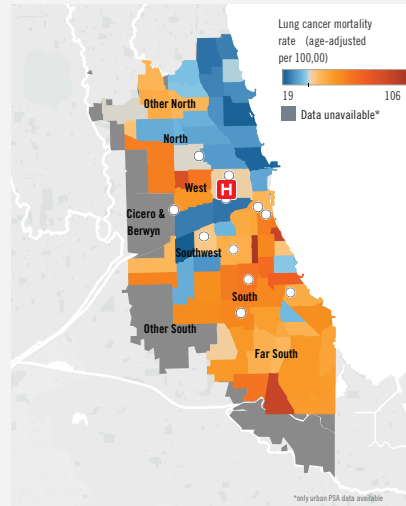 Lung cancer mortality
rate (age-adjusted
per 100,00)
19 106
Data unavailable*
Other North
North
West
H
Cicero &
Berwyn
Southwest
South
Other South
Far South
*only urban PSA data available